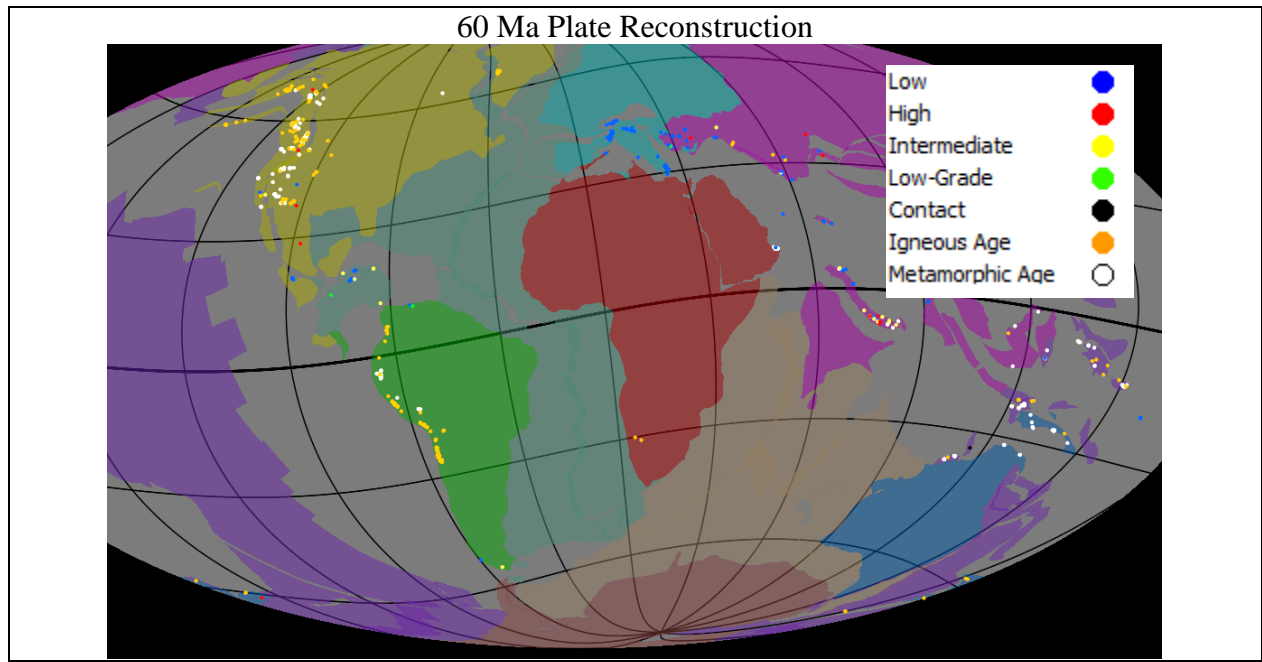 60 Ma Plate Reconstruction
Low
High
Intermediate
Low-Grade
Contact
Igneous Age
Metamorphic Age